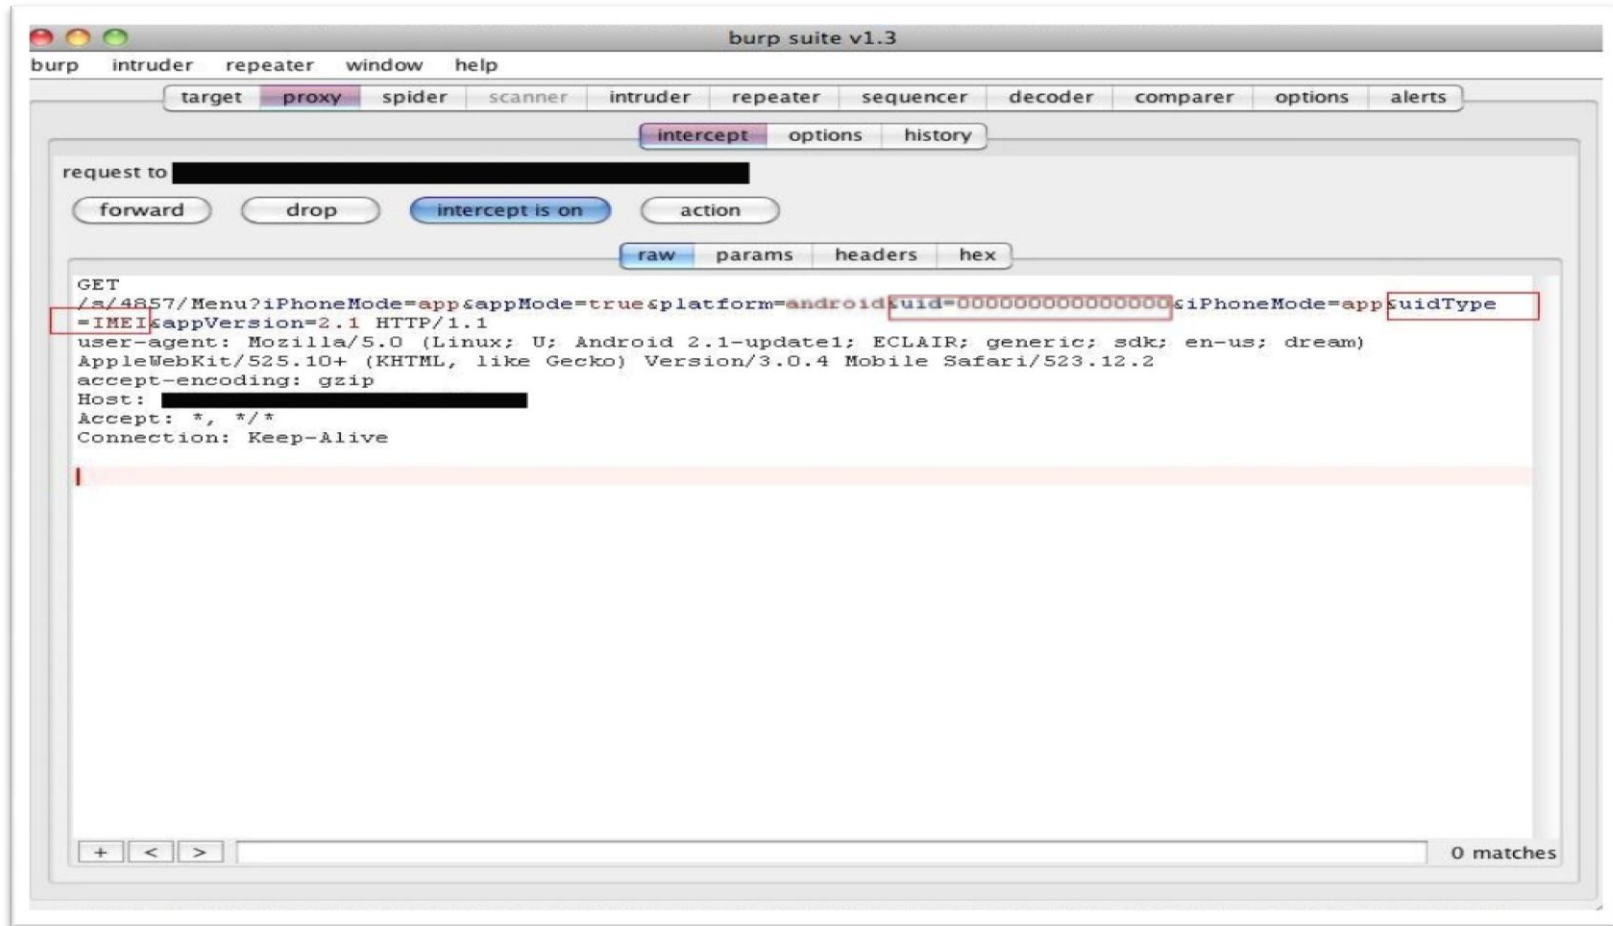 burp suite v1.3
burp intruder repeater window help
target proxy spider scanner intruder repeater sequencer decoder comparer options alerts
intercept options history
request to
forward drop intercept is on action
raw params headers hex
GET
/s/4857/Menu?iPhoneMode=app&appMode=true&platform=android&uid=000000000000000&iPhoneMode=app&uidType
=IMEI&appVersion=2.1 HTTP/1.1
user-agent: Mozilla/5.0 (Linux; U; Android 2.1-update1; ECLAIR; generic; sdk; en-us; dream)
AppleWebKit/525.10+ (KHTML, like Gecko) Version/3.0.4 Mobile Safari/523.12.2
accept-encoding: gzip
Host:
Accept: *, */*
Connection: Keep-Alive
+ < > 0 matches